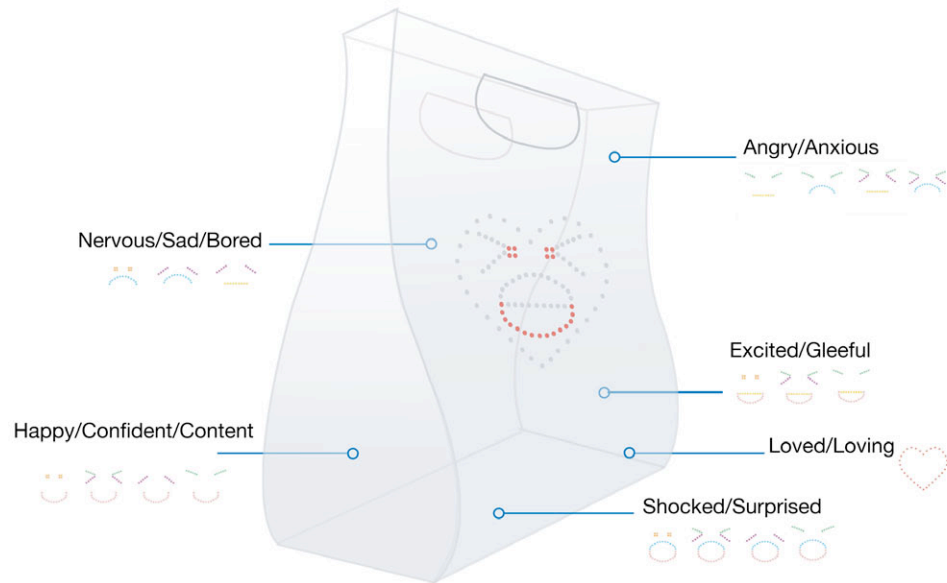 Angry/Anxious
Nervous/Sad/Bored
Excited/Gleeful
Happy/Confident/Content
Loved/Loving
Shocked/Surprised